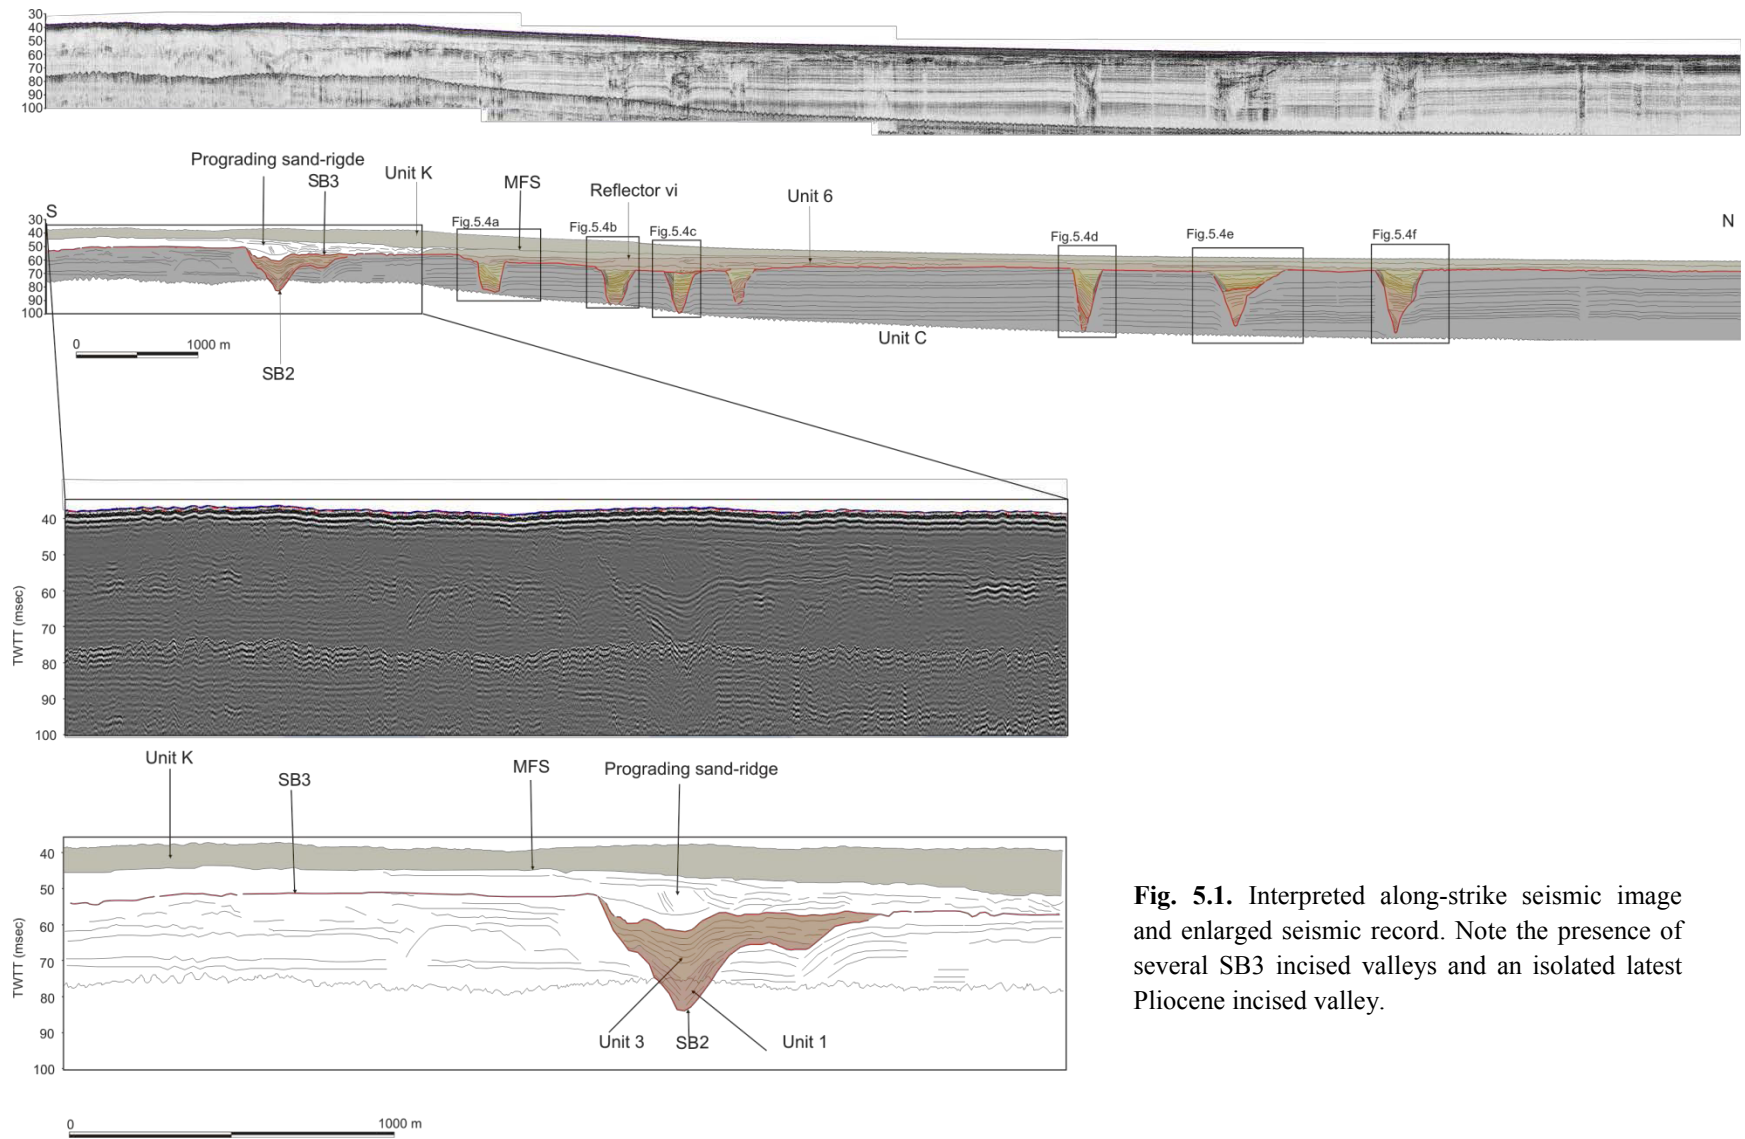 30
40
50
60
70
80
90
100
Prograding sand-rigde
SB3
Unit K
MFS
Reflector vi
Unit 6
S
N
30
40
50
60
70
80
90
100
Fig.5.4a
Fig.5.4b
Fig.5.4c
Fig.5.4d
Fig.5.4e
Fig.5.4f
Unit C
0
1000 m
SB2
40
50
60
70
80
90
100
TWTT (msec)
Unit K
SB3
MFS
Prograding sand-ridge
40
50
60
70
80
90
100
TWTT (msec)
Unit 3
SB2
Unit 1
0
1000 m
Fig. 5.1. Interpreted along-strike seismic image
and enlarged seismic record. Note the presence of
several SB3 incised valleys and an isolated latest
Pliocene incised valley.